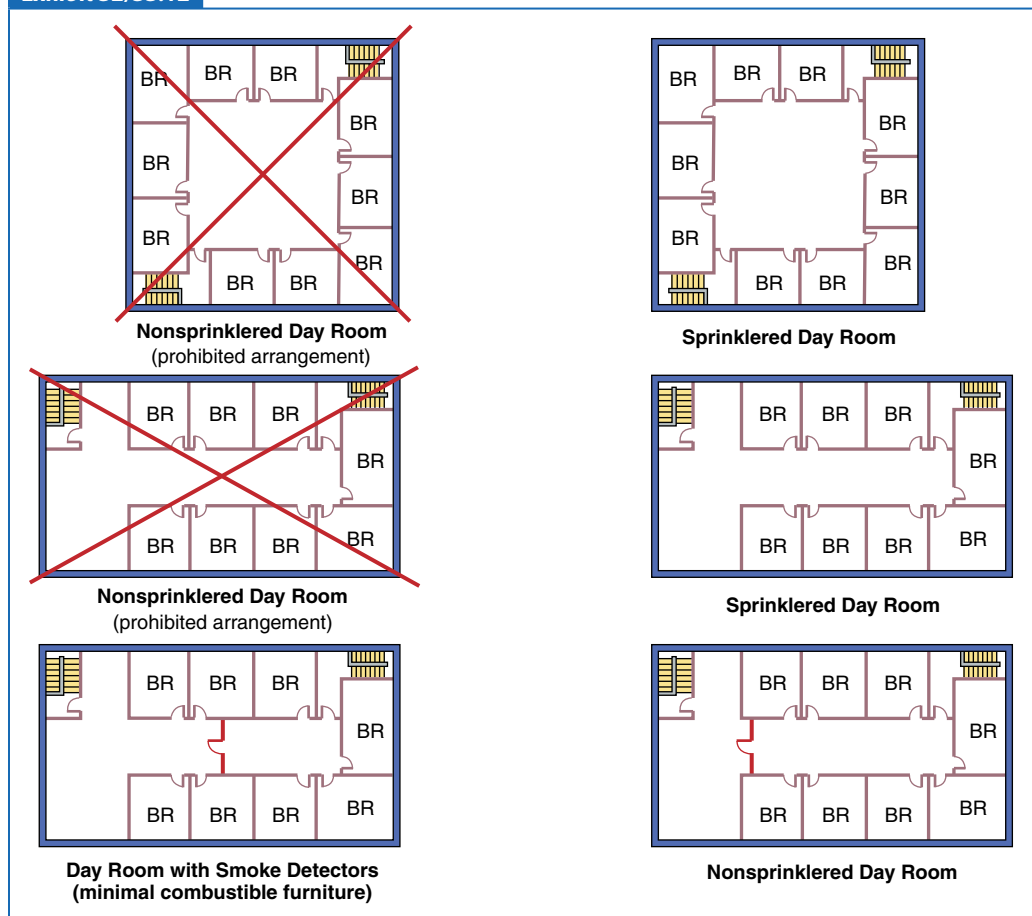 BR BR BR
BR
BR
BR
BR
BR
BR BR
Nonsprinklered Day Room
(prohibited arrangement)
BR BR BR
BR
BR
BR
BR
BR
BR BR
Sprinklered Day Room
BR BR BR
BR
BR BR BR BR
Nonsprinklered Day Room
(prohibited arrangement)
BR BR BR
BR
BR BR BR BR
Sprinklered Day Room
BR BR BR
BR
BR BR BR BR
Day Room with Smoke Detectors
(minimal combustible furniture)
BR BR BR
BR
BR BR BR BR
Nonsprinklered Day Room